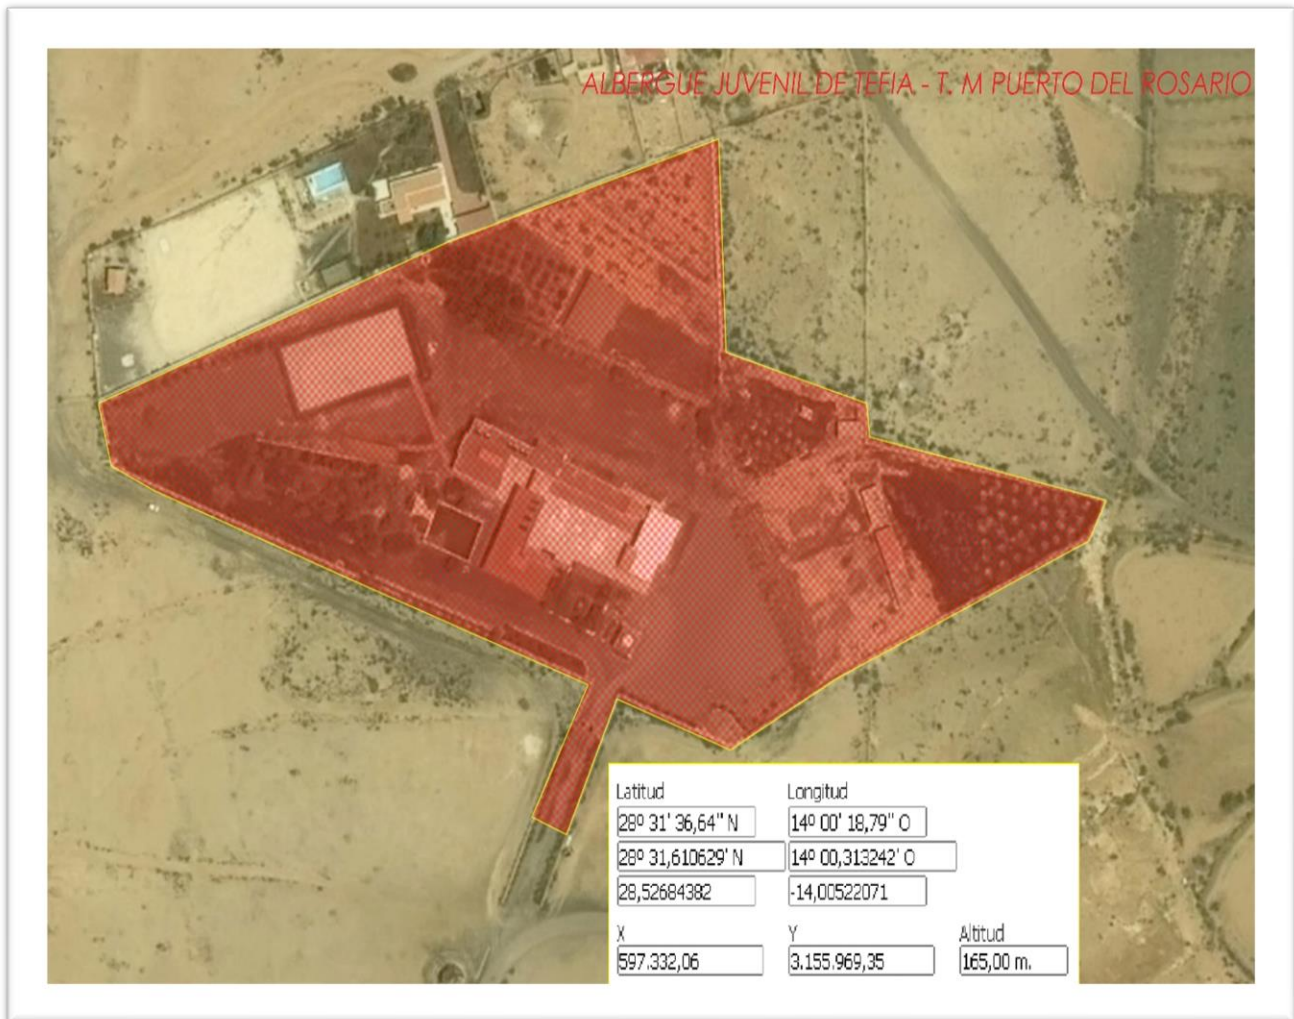 ALBERGUE JUVENIL DE TEFIA - T. M PUERTO DEL ROSARIO
Latitud Longitud
28º 31' 36,64'' N 14º 00' 18,79'' O
28º 31,610629' N 14º 00,313242' O
28,52684382 -14,00522071
X Y Altitud
597.332,06 3.155.969,35 165,00 m.